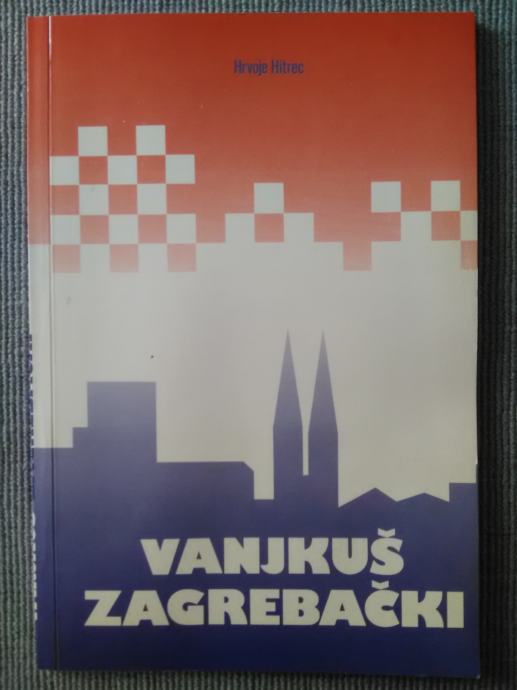 Hrvoje Hitrec
VANJKUŠ
ZAGREBAČKI